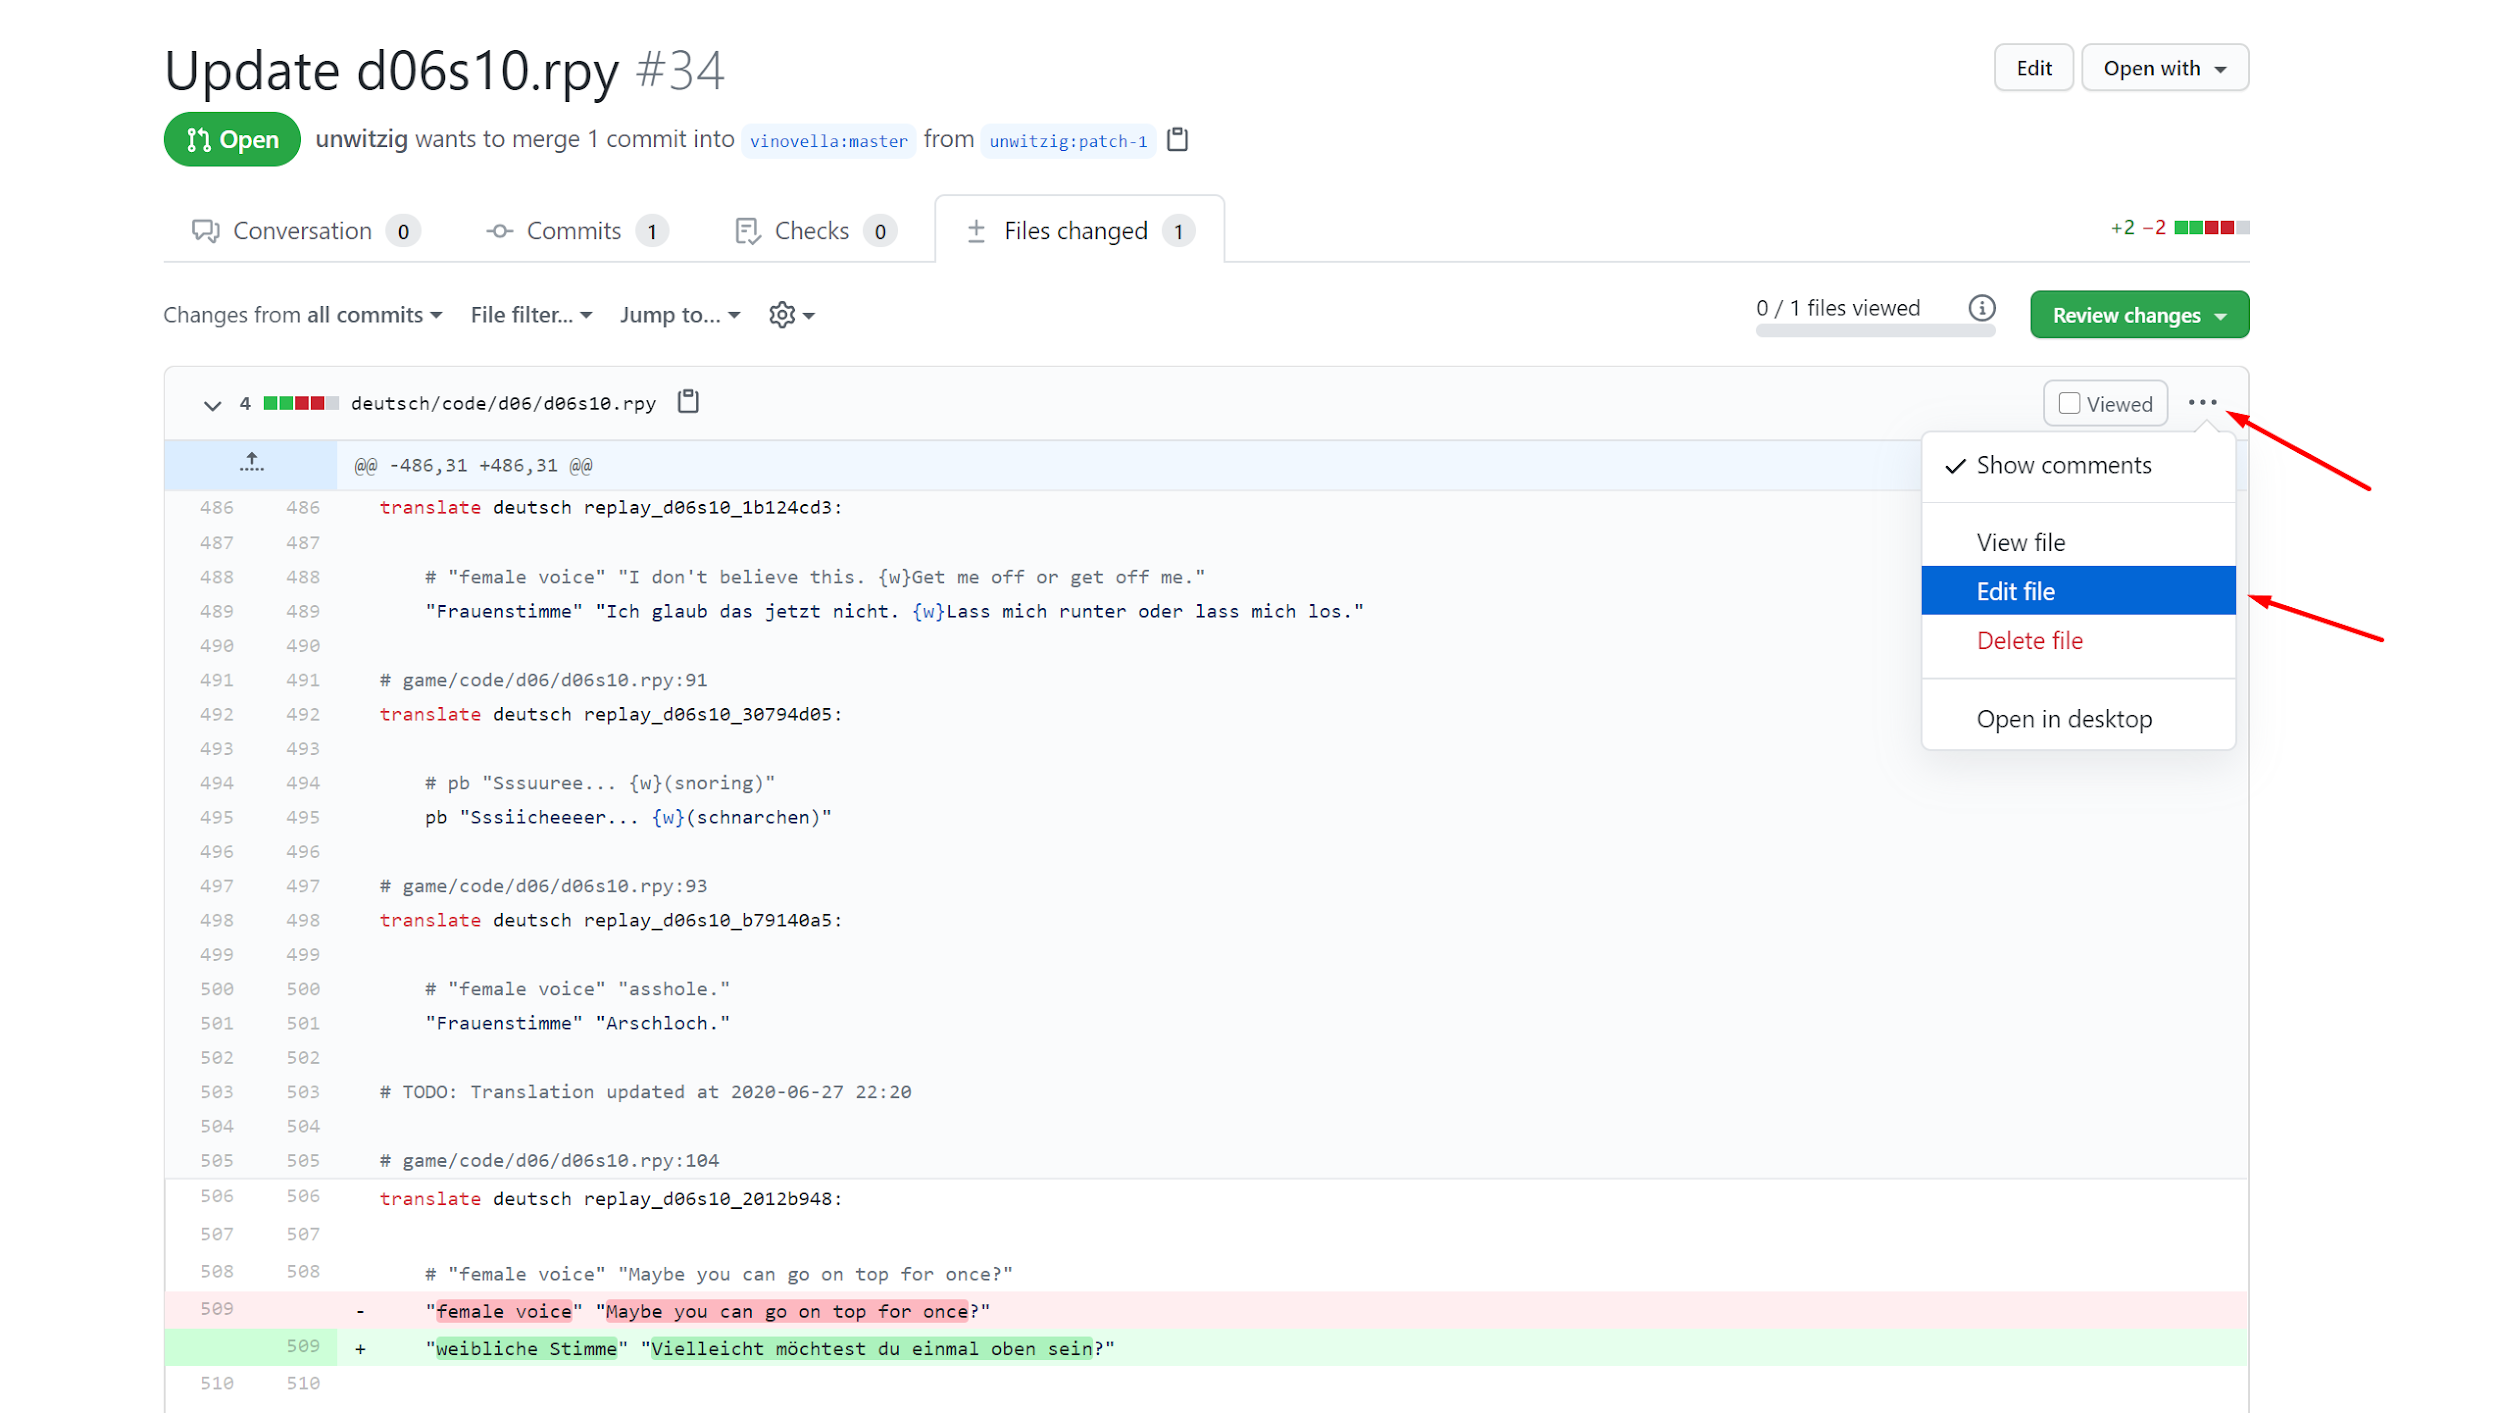 Update d06s10.rpy #34
Edit
Open with
Open
unwitzig wants to merge 1 commit into vinovella:master from unwitzig:patch-1
Conversation 0
Commits 1
Checks 0
Files changed 1
+2 −2
Changes from all commits
File filter...
Jump to...
0 / 1 files viewed
Review changes
4 deutsch/code/d06/d06s10.rpy
Viewed
Show comments
View file
Edit file
Delete file
Open in desktop
@@ -486,31 +486,31 @@
486 486 translate deutsch replay_d06s10_1b124cd3:
487 487
488 488 # "female voice" "I don't believe this. {w}Get me off or get off me."
489 489 "Frauenstimme" "Ich glaub das jetzt nicht. {w}Lass mich runter oder lass mich los."
490 490
491 491 # game/code/d06/d06s10.rpy:91
492 492 translate deutsch replay_d06s10_30794d05:
493 493
494 494 # pb "Sssuuree... {w}(snoring)"
495 495 pb "Sssiicheeeer... {w}(schnarchen)"
496 496
497 497 # game/code/d06/d06s10.rpy:93
498 498 translate deutsch replay_d06s10_b79140a5:
499 499
500 500 # "female voice" "asshole."
501 501 "Frauenstimme" "Arschloch."
502 502
503 503 # TODO: Translation updated at 2020-06-27 22:20
504 504
505 505 # game/code/d06/d06s10.rpy:104
506 506 translate deutsch replay_d06s10_2012b948:
507 507
508 508 # "female voice" "Maybe you can go on top for once?"
509 - "female voice" "Maybe you can go on top for once?"
509 + "weibliche Stimme" "Vielleicht möchtest du einmal oben sein?"
510 510